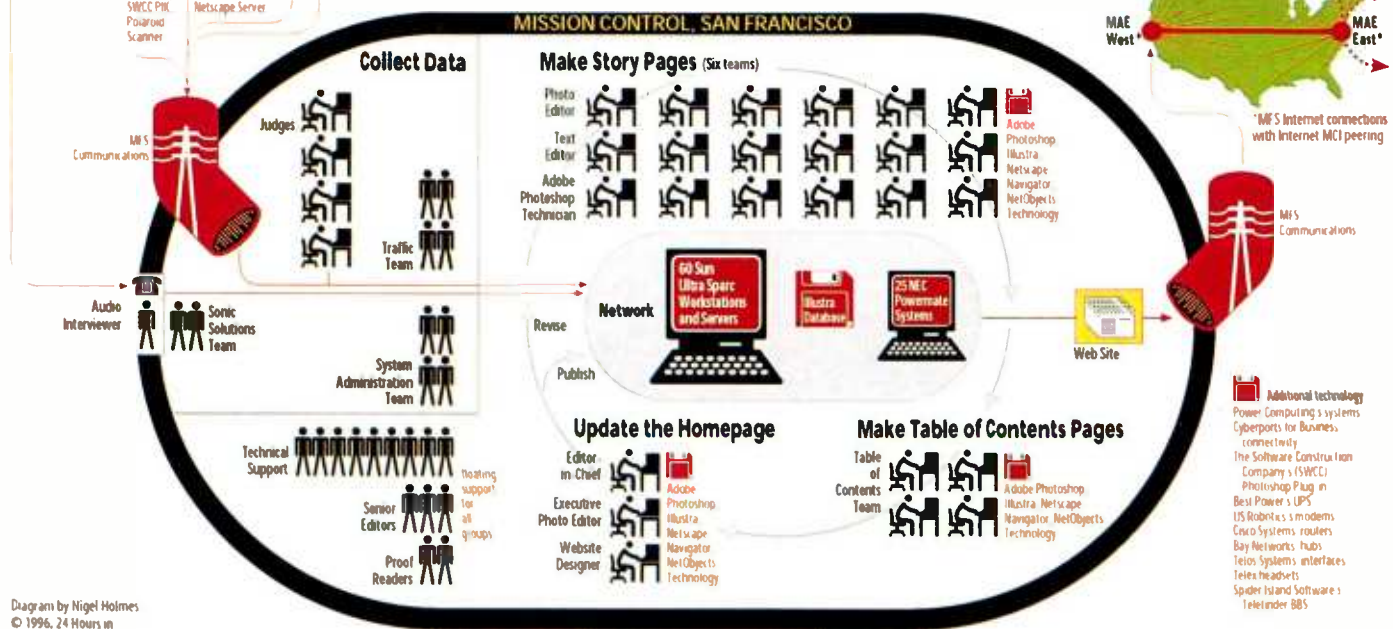 SWCC PIK
Polaroid
Scanner
Netscape Server
MISSION CONTROL, SAN FRANCISCO
MAE
West*
MAE
East*
*MFS Internet connections
with Internet MCI peering
MFS
Communications
Collect Data
Judges
Traffic
Team
System
Administration
Team
Audio
Interviewer
Sonic
Solutions
Team
Technical
Support
Senior
Editors
Proof
Readers
floating
support
for
all
groups
Make Story Pages (Six teams)
Photo
Editor
Text
Editor
Adobe
Photoshop
Technician
Adobe
Photoshop
Illustra
Netscape
Navigator
NetObjects
Technology
Network
60 Sun
Ultra Sparc
Workstations
and Servers
Illustra
Database
25 NEC
Powermate
Systems
Revise
Publish
Web Site
MFS
Communications
Update the Homepage
Editor
in-Chief
Executive
Photo Editor
Website
Designer
Adobe
Photoshop
Illustra
Netscape
Navigator
NetObjects
Technology
Make Table of Contents Pages
Table
of
Contents
Team
Adobe Photoshop
Illustra Netscape
Navigator NetObjects
Technology
Additional technology
Power Computing's systems
Cyberports for Business
connectivity
The Software Construction
Company's (SWCC)
Photoshop Plug in
Best Power's UPS
US Robotics's modems
Cisco Systems routers
Bay Networks hubs
Telos Systems interfaces
Telex headsets
Spider Island Software's
Telefinder BBS
Diagram by Nigel Holmes
© 1996, 24 Hours in